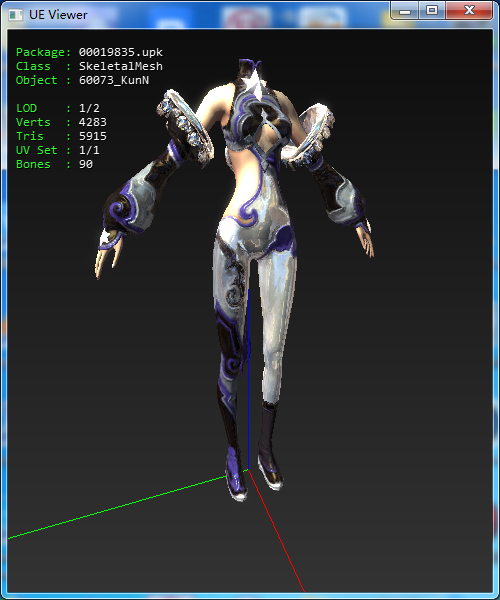 UE Viewer
Package: 00019835.upk
Class : SkeletalMesh
Object : 60073_KunN
LOD : 1/2
Verts : 4283
Tris : 5915
UV Set : 1/1
Bones : 90